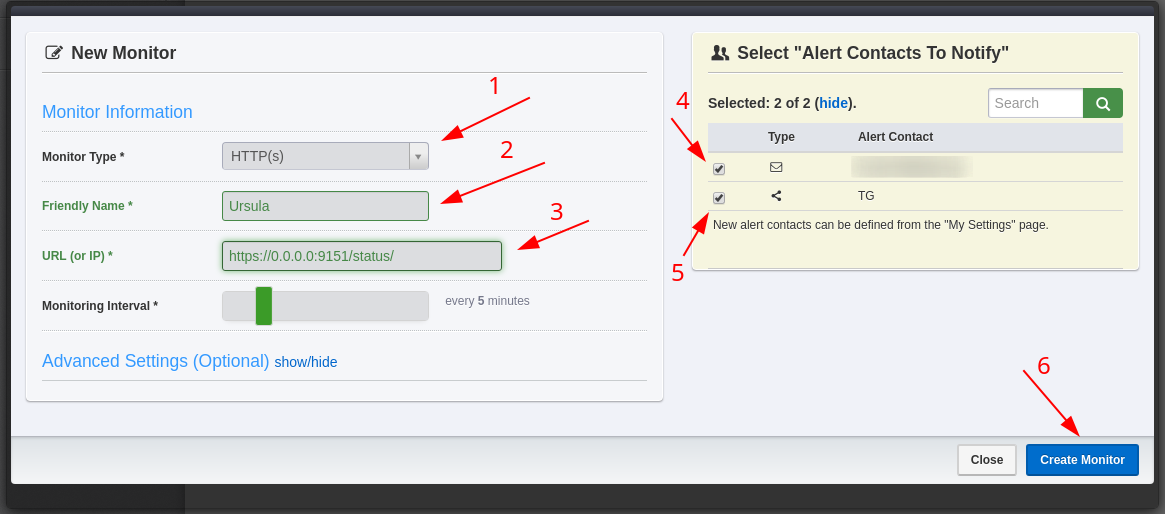 New Monitor
1
Monitor Information
Monitor Type *
HTTP(s)
2
Friendly Name *
Ursula
3
URL (or IP) *
https://0.0.0.0:9151/status/
Monitoring Interval *
every 5 minutes
Advanced Settings (Optional) show/hide
Select "Alert Contacts To Notify"
4
Selected: 2 of 2 (hide).
Search
Type
Alert Contact
TG
New alert contacts can be defined from the "My Settings" page.
5
6
Close
Create Monitor